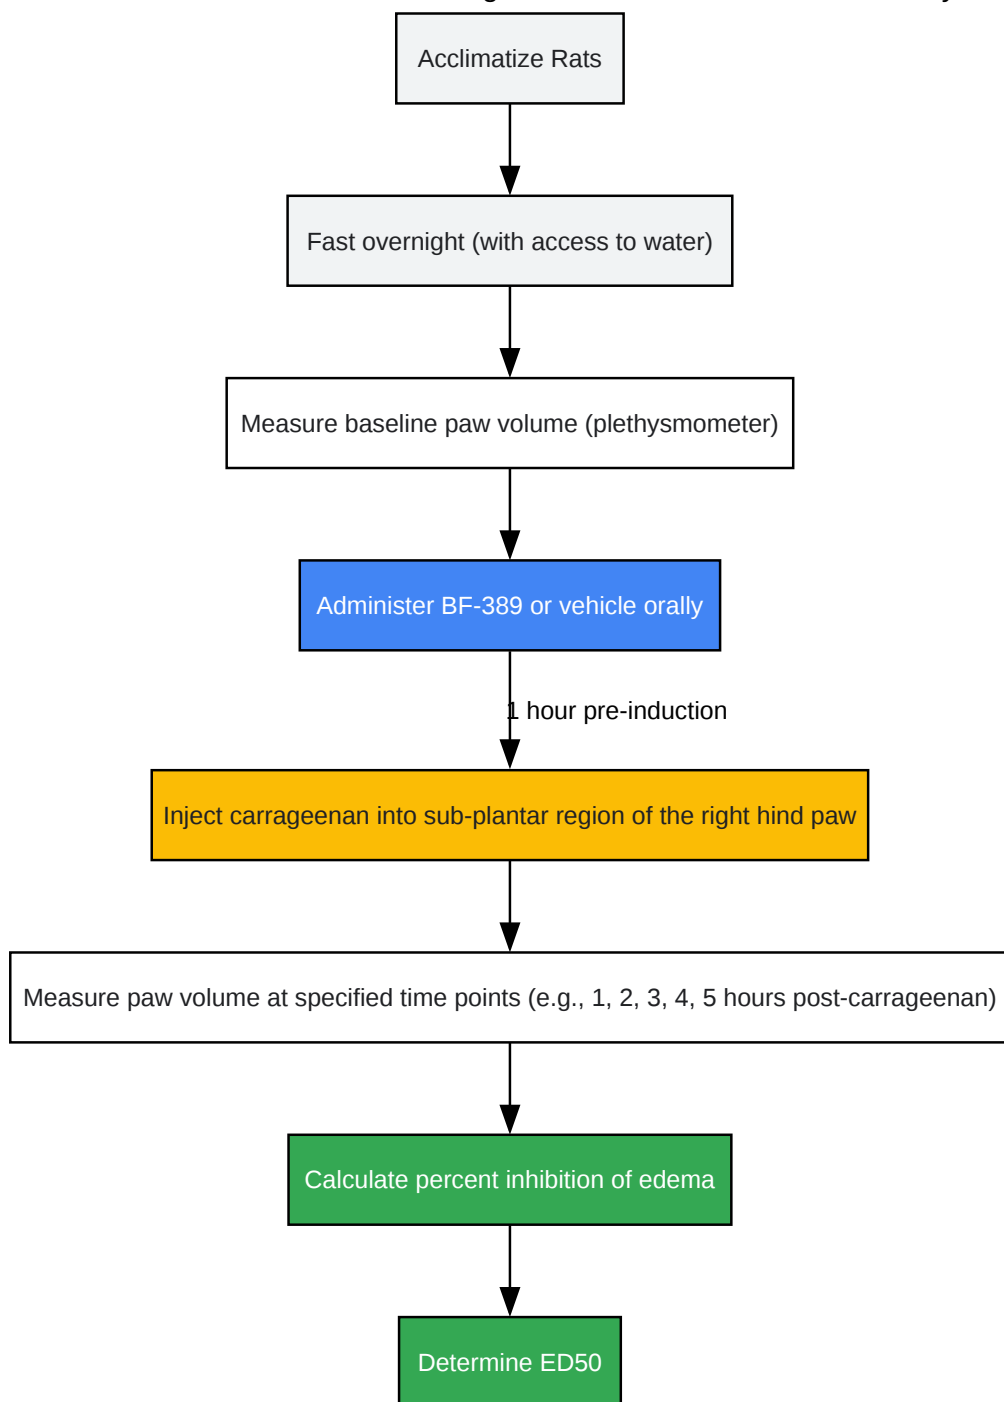 Acclimatize Rats
Fast overnight (with access to water)
Measure baseline paw volume (plethysmometer)
Administer BF-389 or vehicle orally
1 hour pre-induction
Inject carrageenan into sub-plantar region of the right hind paw
Measure paw volume at specified time points (e.g., 1, 2, 3, 4, 5 hours post-carrageenan)
Calculate percent inhibition of edema
Determine ED50